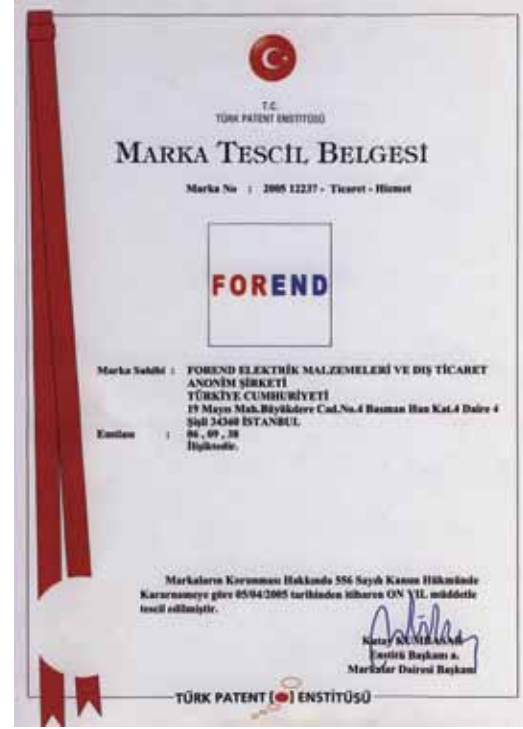 T.C.
TÜRK PATENT ENSTİTÜSÜ
MARKA TESCİL BELGESİ
Marka No : 2005 12237 - Ticaret - Hizmet
FOREND
Marka Sahibi : FOREND ELEKTRİK MALZEMELERİ VE DIŞ TİCARET
ANONİM ŞİRKETİ
TÜRKİYE CUMHURİYETİ
19 Mayıs Mah.Büyükdere Cad.No.4 Basman Han Kat.4 Daire 4
Şişli 34360 İSTANBUL
Emtiası : 06 , 09 , 38
İlişiktedir.
Markaların Korunması Hakkında 556 Sayılı Kanun Hükmünde
Kararnameye göre 05/04/2005 tarihinden itibaren ON YIL müddetle
tescil edilmiştir.
Enstitü Başkanı a.
Markalar Dairesi Başkanı
TÜRK PATENT ENSTİTÜSÜ